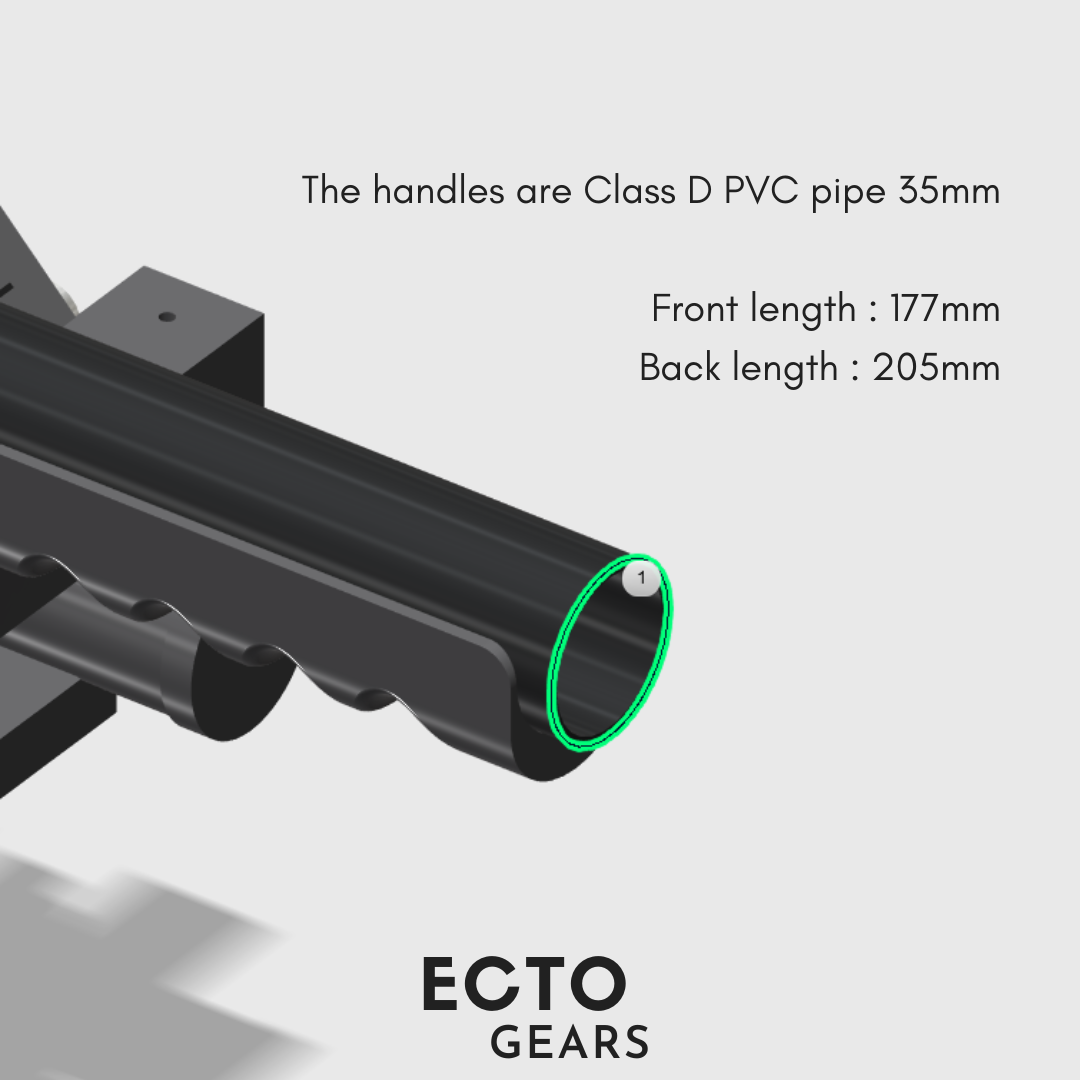 The handles are Class D PVC pipe 35mm
Front length : 177mm
Back length : 205mm
1
ECTO
GEARS